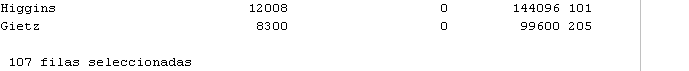 Higgins 12008 0 144096 101
Gietz 8300 0 99600 205
107 filas seleccionadas